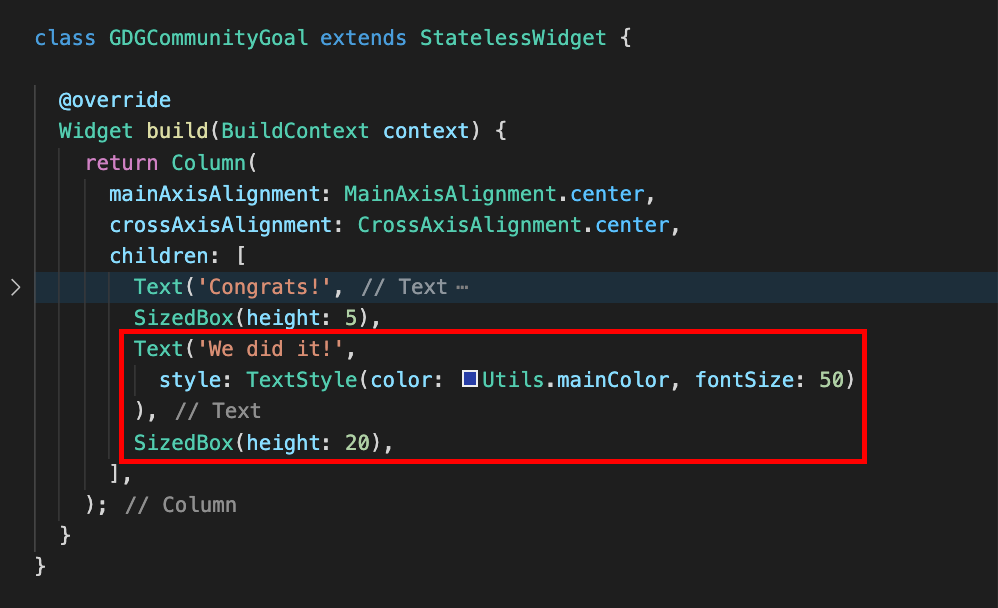 class GDGCommunityGoal extends StatelessWidget {
@override
Widget build(BuildContext context) {
return Column(
mainAxisAlignment: MainAxisAlignment.center,
crossAxisAlignment: CrossAxisAlignment.center,
children: [
Text('Congrats!', // Text ⋯
SizedBox(height: 5),
Text('We did it!',
style: TextStyle(color: Utils.mainColor, fontSize: 50)
), // Text
SizedBox(height: 20),
],
); // Column
}
}